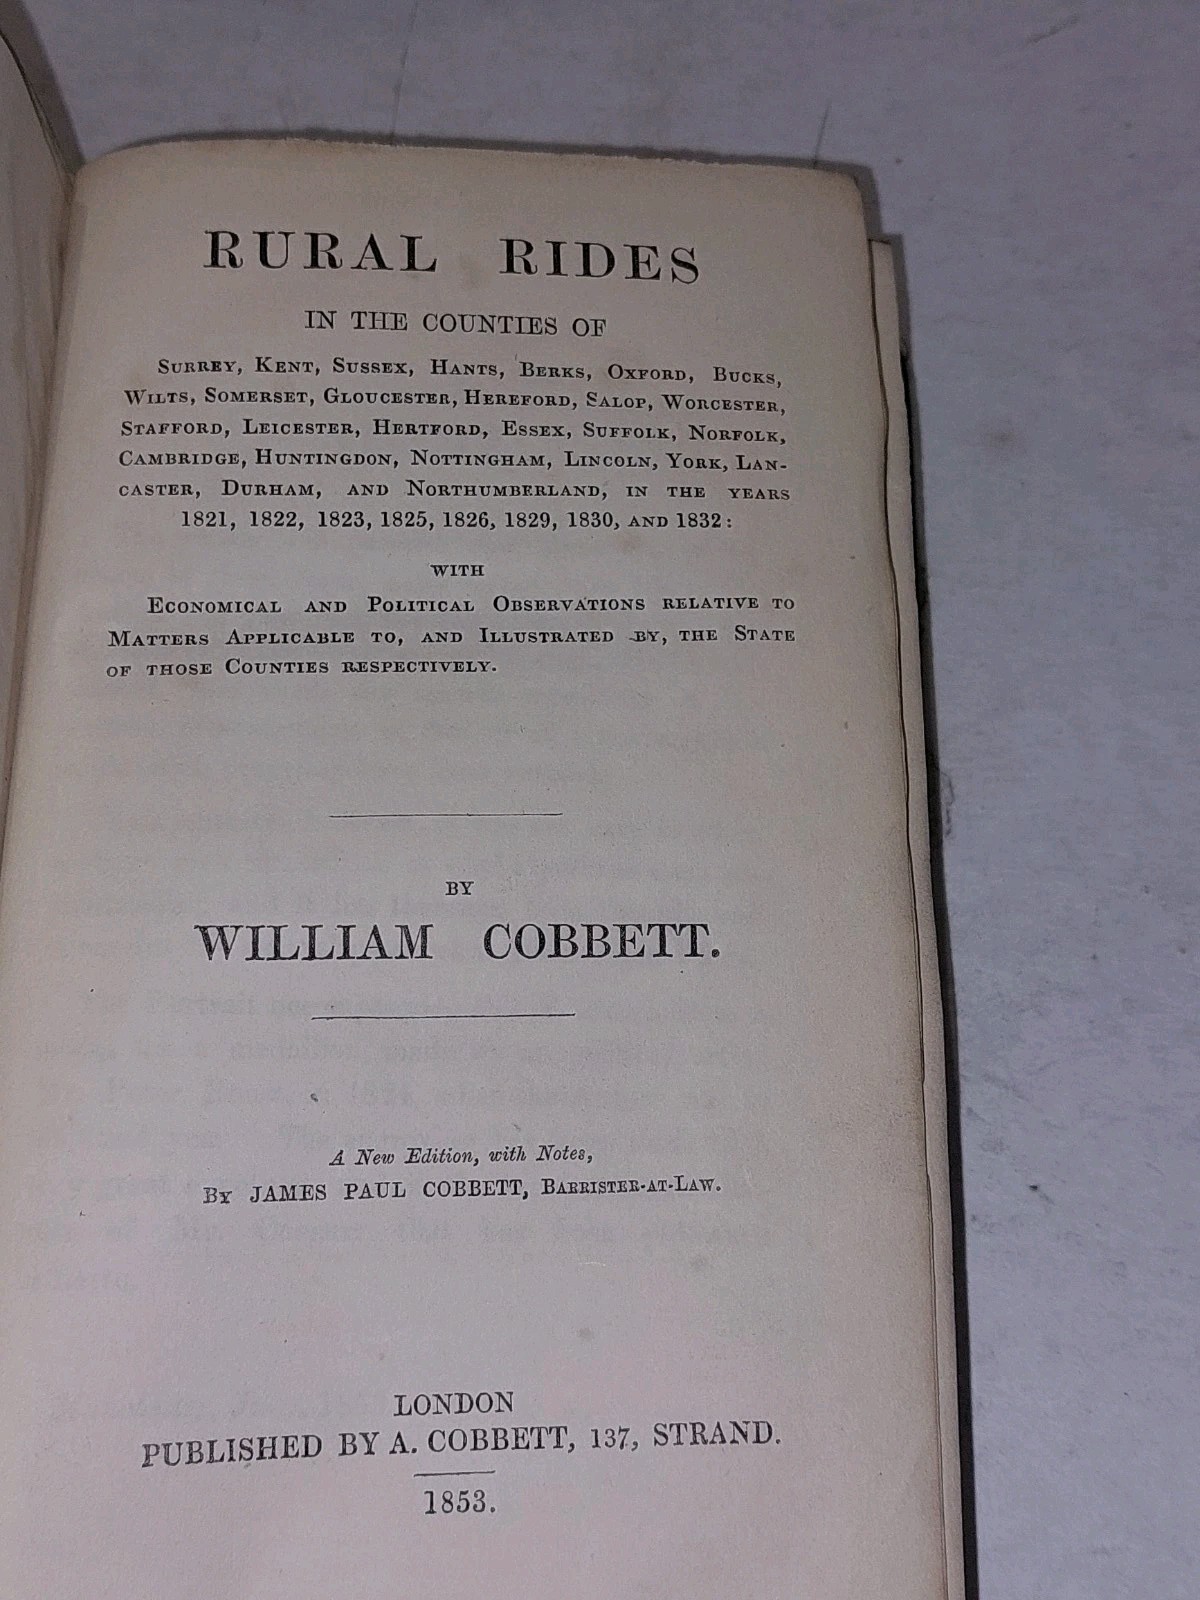 RURAL RIDES
IN THE COUNTIES OF
SURREY, KENT, SUSSEX, HANTS, BERKS, OXFORD, BUCKS,
WILTS, SOMERSET, GLOUCESTER, HEREFORD, SALOP, WORCESTER,
STAFFORD, LEICESTER, HERTFORD, ESSEX, SUFFOLK, NORFOLK,
CAMBRIDGE, HUNTINGDON, NOTTINGHAM, LINCOLN, YORK, LAN-
CASTER, DURHAM, AND NORTHUMBERLAND, IN THE YEARS
1821, 1822, 1823, 1825, 1826, 1829, 1830, AND 1832:
WITH
ECONOMICAL AND POLITICAL OBSERVATIONS RELATIVE TO
MATTERS APPLICABLE TO, AND ILLUSTRATED BY, THE STATE
OF THOSE COUNTIES RESPECTIVELY.
BY
WILLIAM COBBETT.
A New Edition, with Notes,
BY JAMES PAUL COBBETT, BARRISTER-AT-LAW.
LONDON
PUBLISHED BY A. COBBETT, 137, STRAND.
1853.